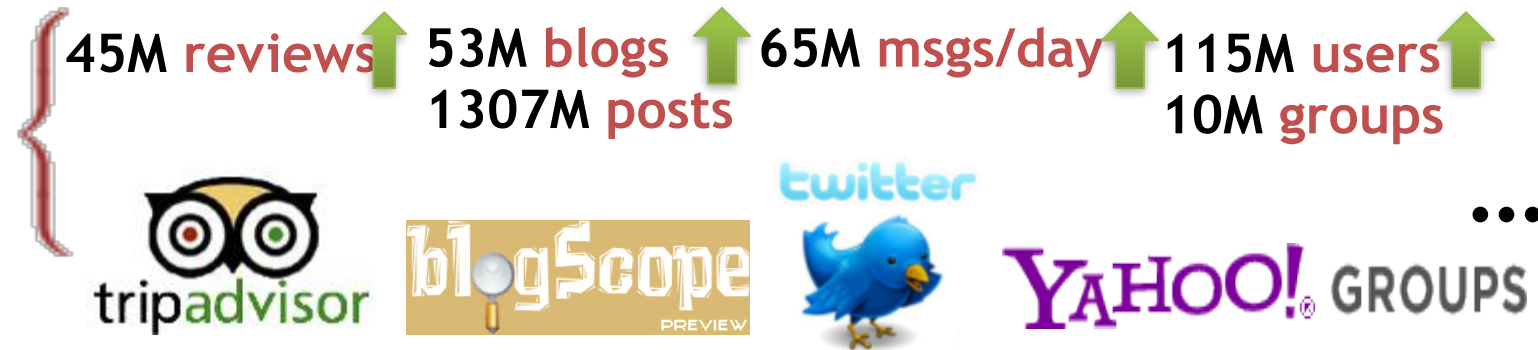 45M reviews
53M blogs
1307M posts
65M msgs/day
115M users
10M groups
tripadvisor
blogScope
PREVIEW
twitter
YAHOO!® GROUPS
...